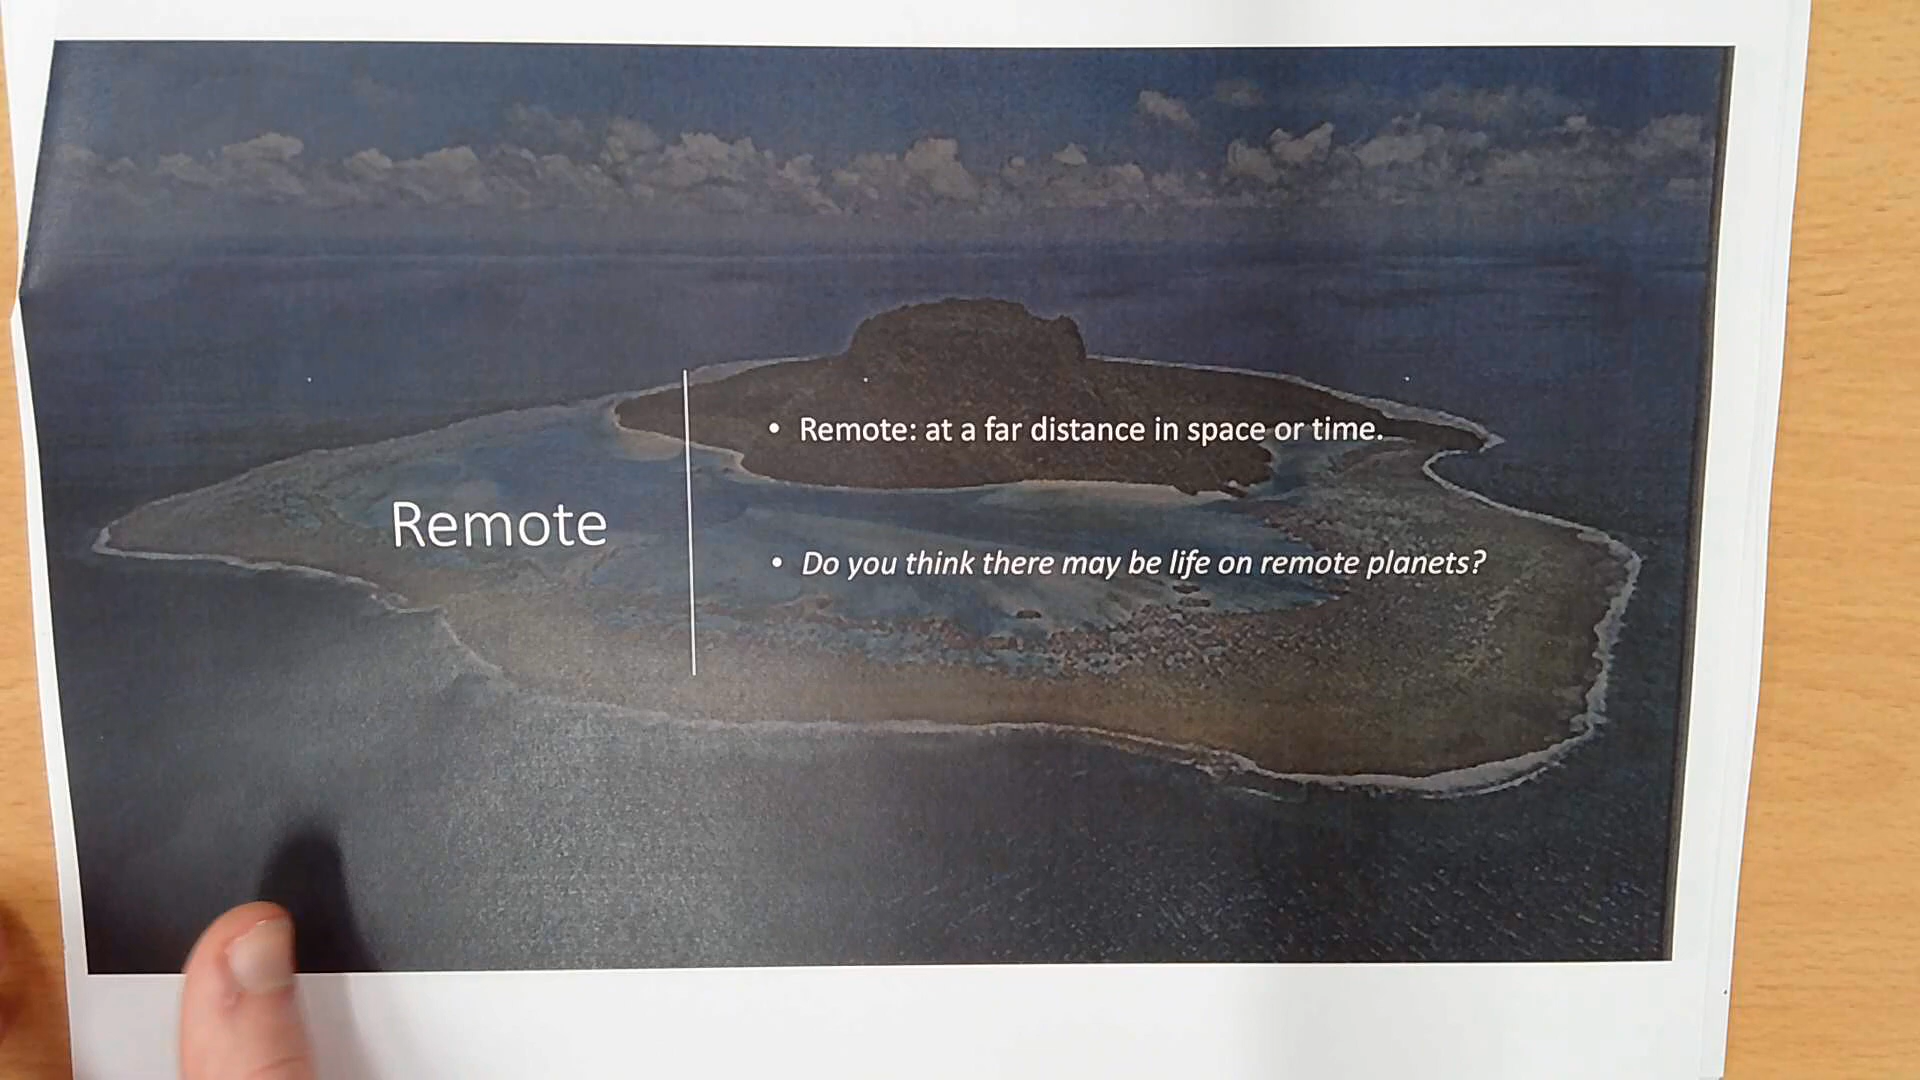 Remote
• Remote: at a far distance in space or time.
• Do you think there may be life on remote planets?